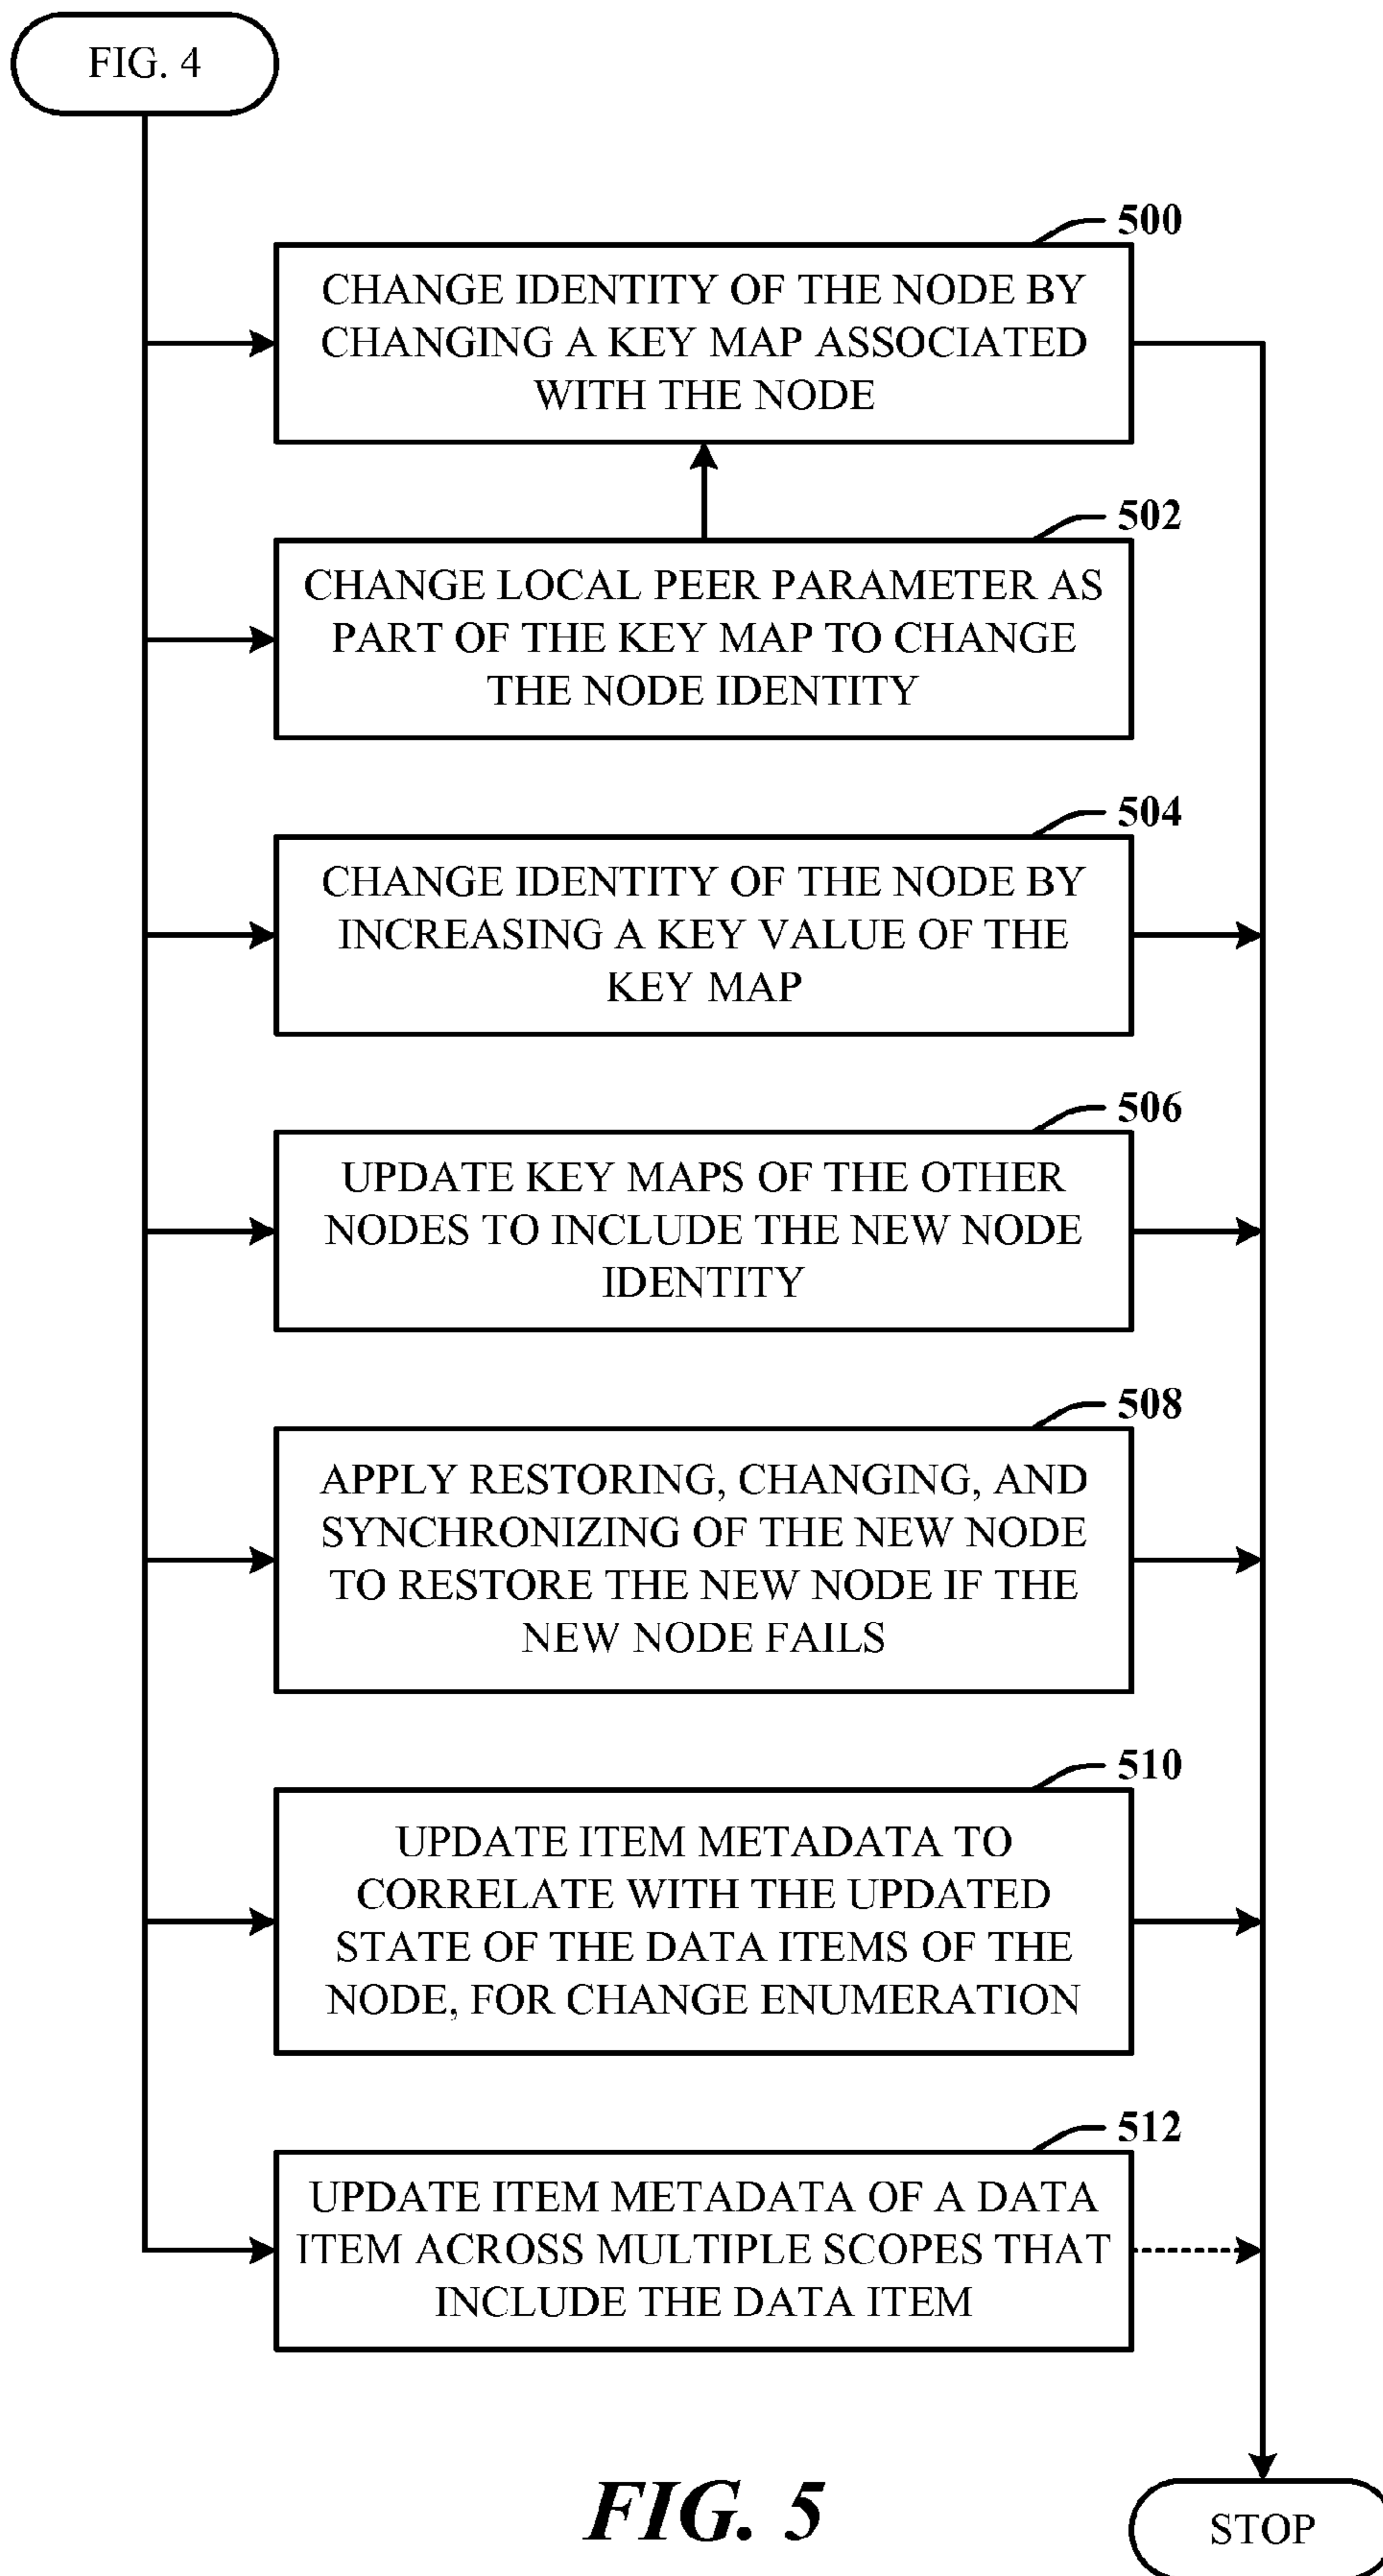 FIG. 4
500
CHANGE IDENTITY OF THE NODE BY
CHANGING A KEY MAP ASSOCIATED
WITH THE NODE
502
CHANGE LOCAL PEER PARAMETER AS
PART OF THE KEY MAP TO CHANGE
THE NODE IDENTITY
504
CHANGE IDENTITY OF THE NODE BY
INCREASING A KEY VALUE OF THE
KEY MAP
506
UPDATE KEY MAPS OF THE OTHER
NODES TO INCLUDE THE NEW NODE
IDENTITY
508
APPLY RESTORING, CHANGING, AND
SYNCHRONIZING OF THE NEW NODE
TO RESTORE THE NEW NODE IF THE
NEW NODE FAILS
510
UPDATE ITEM METADATA TO
CORRELATE WITH THE UPDATED
STATE OF THE DATA ITEMS OF THE
NODE, FOR CHANGE ENUMERATION
512
UPDATE ITEM METADATA OF A DATA
ITEM ACROSS MULTIPLE SCOPES THAT
INCLUDE THE DATA ITEM
FIG. 5
STOP